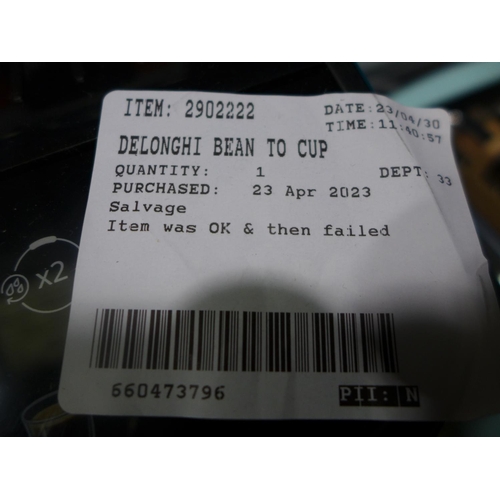 ITEM: 2902222 DATE: 23/04/30
TIME: 11:40:57
DELONGHI BEAN TO CUP
QUANTITY: 1 DEPT: 33
PURCHASED: 23 Apr 2023
Salvage
Item was OK & then failed
x2
660473796 PII: N